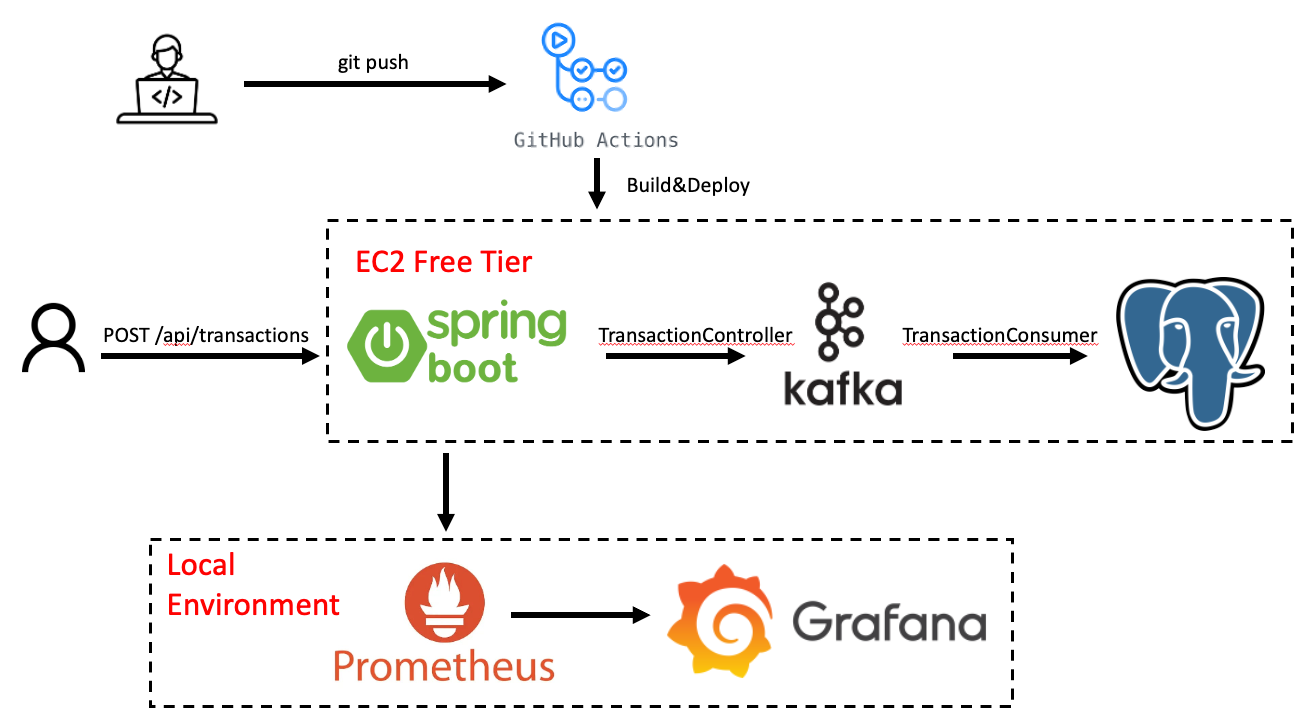 git push
</>
GitHub Actions
Build&Deploy
EC2 Free Tier
POST /api/transactions
spring
boot
TransactionController
kafka
TransactionConsumer
Local
Environment
Prometheus
Grafana